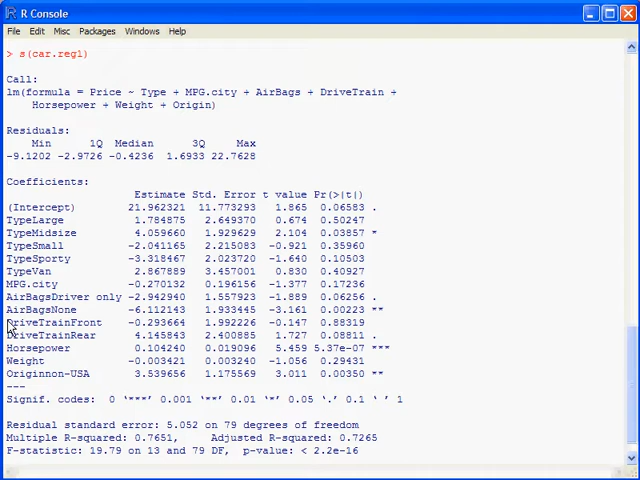 R Console
File Edit Misc Packages Windows Help
> s(car.reg1)
Call:
lm(formula = Price ~ Type + MPG.city + AirBags + DriveTrain +
Horsepower + Weight + Origin)
Residuals:
Min 1Q Median 3Q Max
-9.1202 -2.9726 -0.4236 1.6933 22.7628
Coefficients:
Estimate Std. Error t value Pr(>|t|)
(Intercept) 21.962321 11.773293 1.865 0.06583 .
TypeLarge 1.784875 2.649370 0.674 0.50247
TypeMidsize 4.059660 1.929629 2.104 0.03857 *
TypeSmall -2.041165 2.215083 -0.921 0.35960
TypeSporty -3.318467 2.023720 -1.640 0.10503
TypeVan 2.867889 3.457001 0.830 0.40927
MPG.city -0.270132 0.196156 -1.377 0.17236
AirBagsDriver only -2.942940 1.557923 -1.889 0.06256 .
AirBagsNone -6.112143 1.933445 -3.161 0.00223 **
DriveTrainFront -0.293664 1.992226 -0.147 0.88319
DriveTrainRear 4.145843 2.400885 1.727 0.08811 .
Horsepower 0.104240 0.019096 5.459 5.37e-07 ***
Weight -0.003421 0.003240 -1.056 0.29431
Originnon-USA 3.539656 1.175569 3.011 0.00350 **
---
Signif. codes: 0 ‘***’ 0.001 ‘**’ 0.01 ‘*’ 0.05 ‘.’ 0.1 ‘ ’ 1
Residual standard error: 5.052 on 79 degrees of freedom
Multiple R-squared: 0.7651, Adjusted R-squared: 0.7265
F-statistic: 19.79 on 13 and 79 DF, p-value: < 2.2e-16